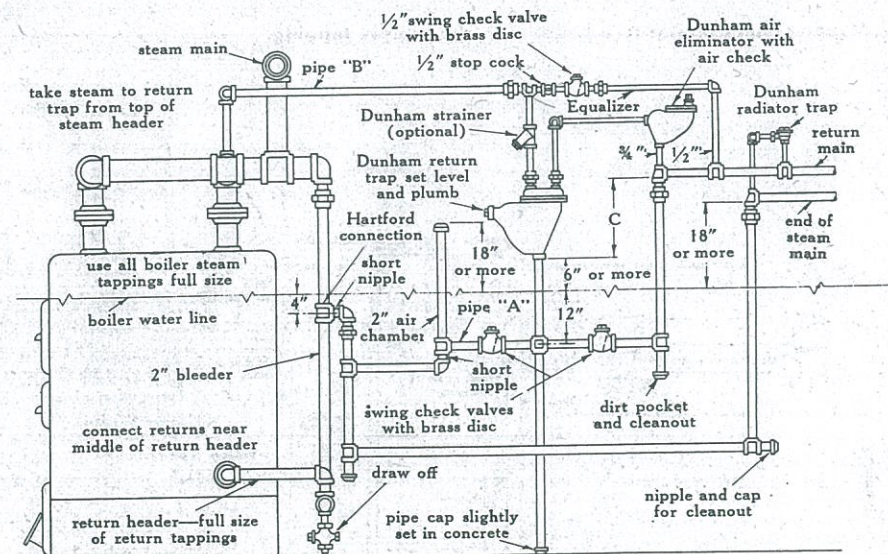 ½" swing check valve
with brass disc
Dunham air
eliminator with
air check
steam main
pipe "B"
½" stop cock
take steam to return
trap from top of
steam header
Equalizer
Dunham
radiator trap
Dunham strainer
(optional)
return
main
¾"
½"
Dunham return
trap set level
and plumb
Hartford
connection
C
18"
or more
end of
steam
main
use all boiler steam
tappings full size
short
nipple
18"
or more
6" or more
4"
boiler water line
2" air
chamber
pipe "A"
12"
2" bleeder
short
nipple
swing check valves
with brass disc
dirt pocket
and cleanout
connect returns near
middle of return header
draw off
nipple and cap
for cleanout
return header—full size
of return tappings
pipe cap slightly
set in concrete